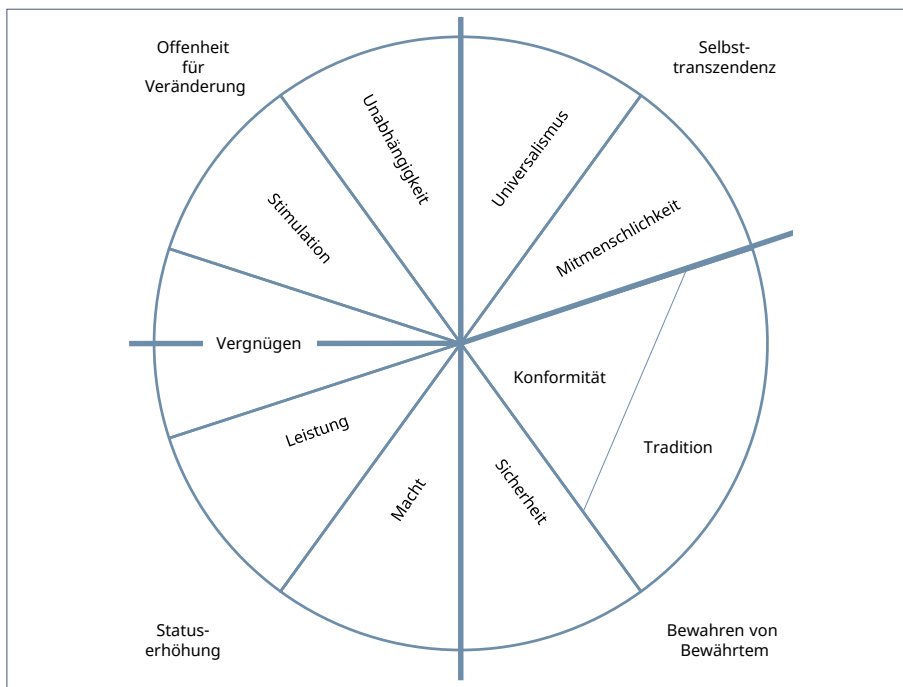 Offenheit
für
Veränderung
Selbst-
transzendenz
Unabhängigkeit
Universalismus
Stimulation
Mitmenschlichkeit
Vergnügen
Konformität
Leistung
Tradition
Macht
Sicherheit
Status-
erhöhung
Bewahren von
Bewährtem